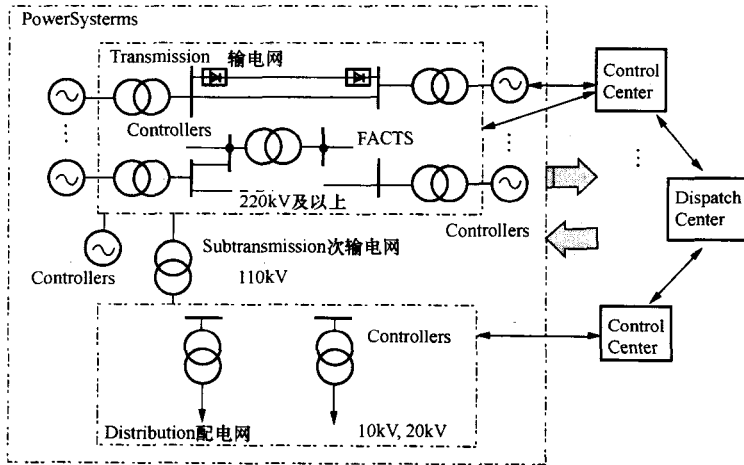 PowerSysterms
Transmission 输电网
Control
Center
Controllers
FACTS
220kV及以上
Dispatch
Center
Controllers
Subtransmission次输电网
Controllers
110kV
Controllers
Control
Center
Distribution配电网
10kV, 20kV